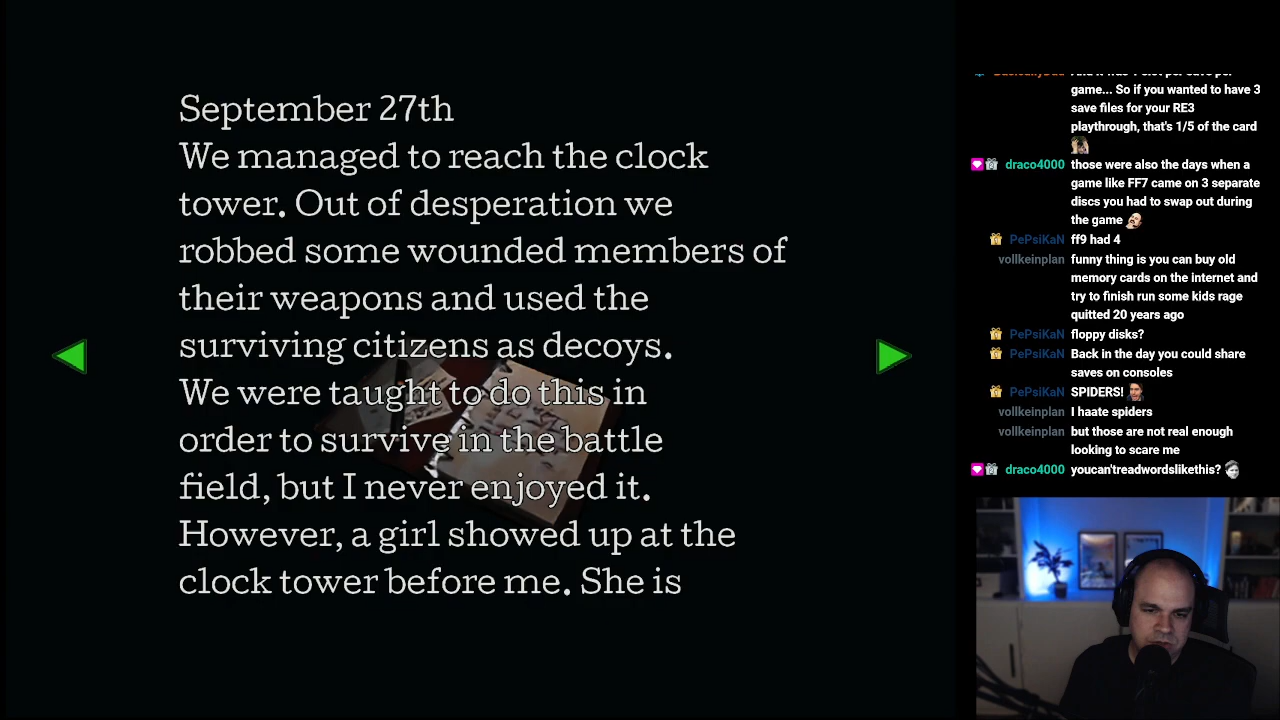 September 27th
We managed to reach the clock
tower. Out of desperation we
robbed some wounded members of
their weapons and used the
surviving citizens as decoys.
We were taught to do this in
order to survive in the battle
field, but I never enjoyed it.
However, a girl showed up at the
clock tower before me. She is
game... So if you wanted to have 3
save files for your RE3
playthrough, that's 1/5 of the card
draco4000 those were also the days when a
game like FF7 came on 3 separate
discs you had to swap out during
the game
PePsiKaN ff9 had 4
vollkeinplan funny thing is you can buy old
memory cards on the internet and
try to finish run some kids rage
quitted 20 years ago
PePsiKaN floppy disks?
PePsiKaN Back in the day you could share
saves on consoles
PePsiKaN SPIDERS!
vollkeinplan I haate spiders
vollkeinplan but those are not real enough
looking to scare me
draco4000 youcan'treadwordslikethis?